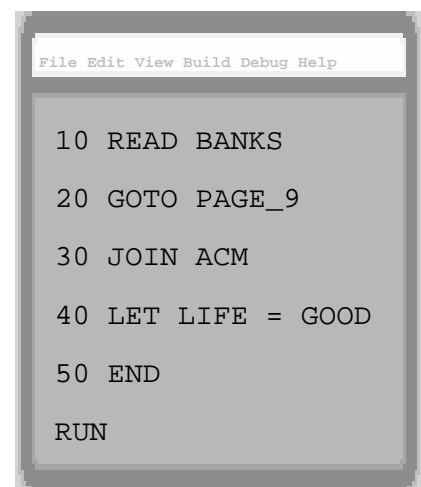 File Edit View Build Debug Help
10 READ BANKS
20 GOTO PAGE_9
30 JOIN ACM
40 LET LIFE = GOOD
50 END
RUN